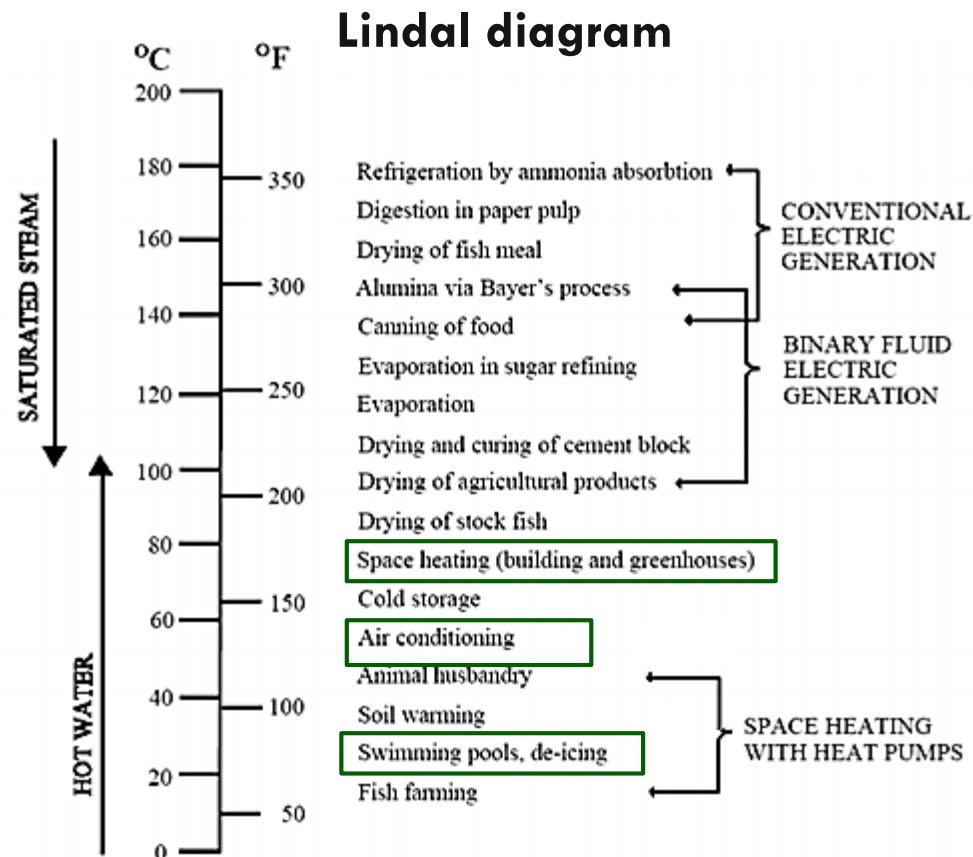 Lindal diagram
°C
°F
200
180
160
140
120
100
80
60
40
20
0
350
300
250
200
150
100
50
SATURATED STEAM
HOT WATER
Refrigeration by ammonia absorbtion
Digestion in paper pulp
Drying of fish meal
Alumina via Bayer's process
Canning of food
Evaporation in sugar refining
Evaporation
Drying and curing of cement block
Drying of agricultural products
Drying of stock fish
Space heating (building and greenhouses)
Cold storage
Air conditioning
Animal husbandry
Soil warming
Swimming pools, de-icing
Fish farming
CONVENTIONAL
ELECTRIC
GENERATION
BINARY FLUID
ELECTRIC
GENERATION
SPACE HEATING
WITH HEAT PUMPS